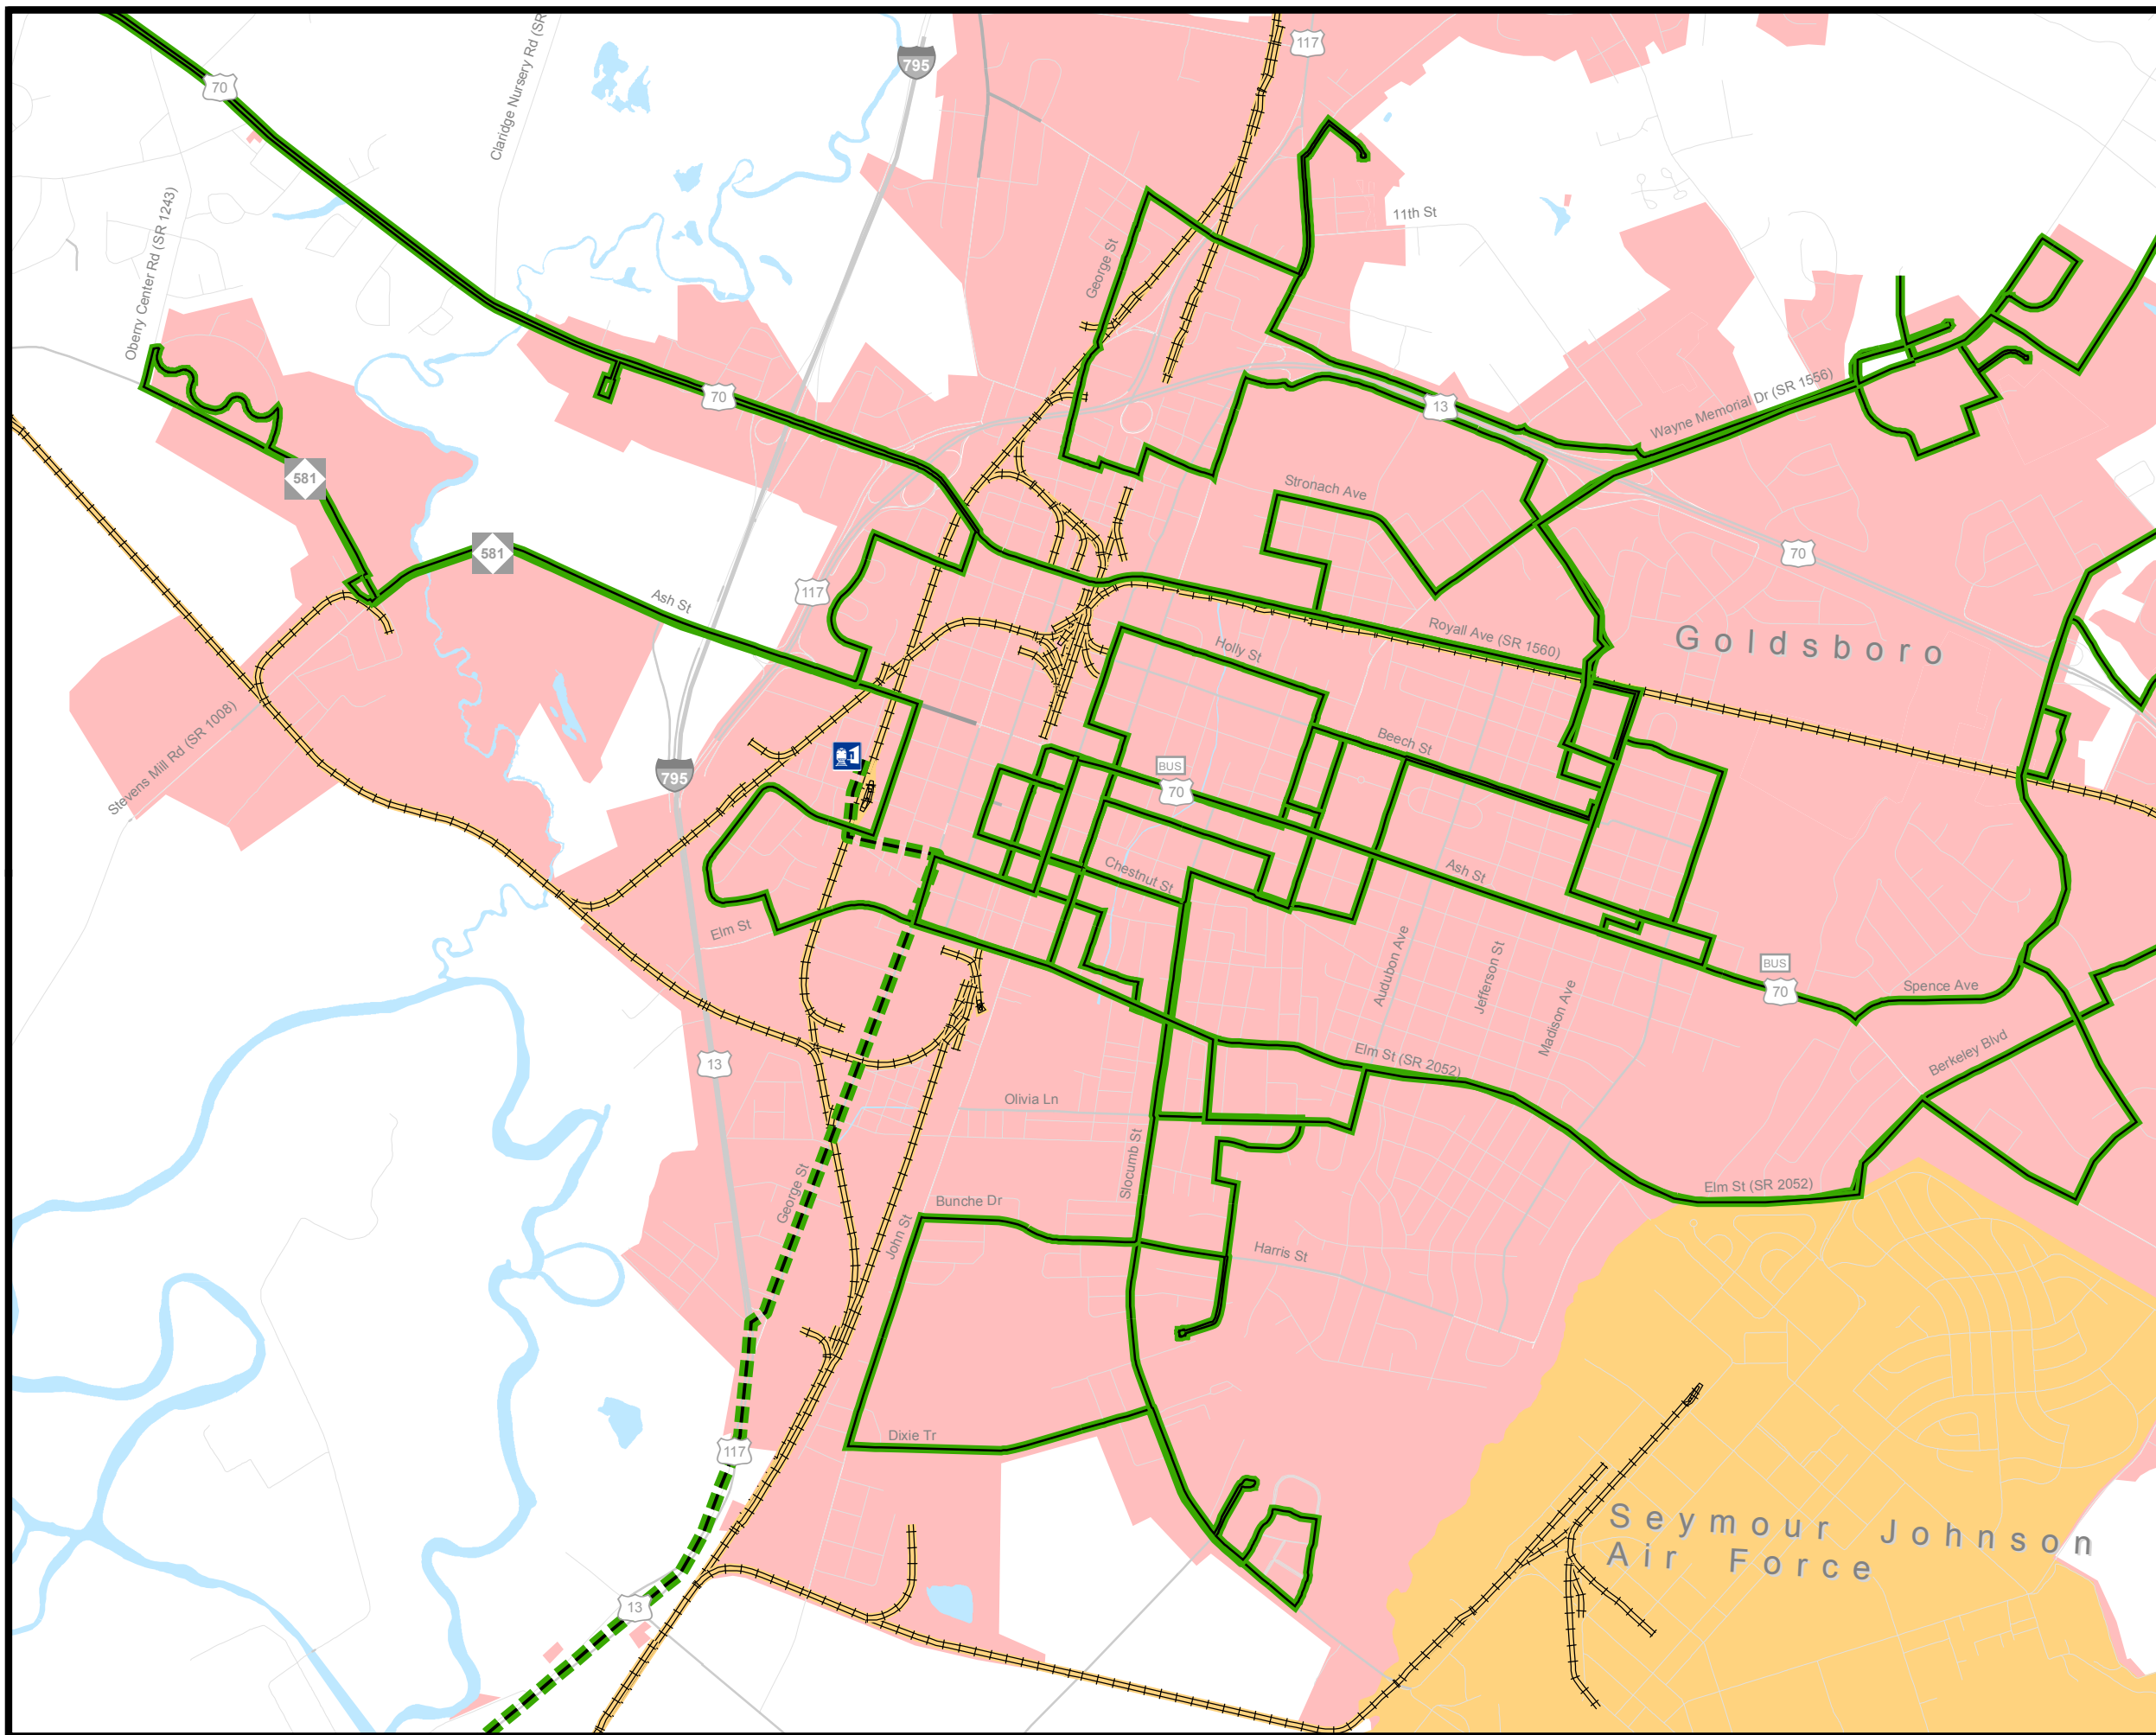 117
795
70
Claridge Nursery Rd (SR
11th St
Oberry Center Rd (SR 1243)
George St
70
13
Wayne Memorial Dr (SR 1556)
581
Stronach Ave
581
70
117
Ash St
Holly St
Royall Ave (SR 1560)
Goldsboro
Stevens Mill Rd (SR 1008)
795
Beech St
BUS
70
Chestnut St
Ash St
Elm St
Audubon Ave
Jefferson St
Madison Ave
BUS
70
Spence Ave
13
Elm St (SR 2052)
Berkeley Blvd
Olivia Ln
Slocumb St
George St
Bunche Dr
John St
Harris St
Elm St (SR 2052)
Dixie Tr
117
Seymour Johnson
Air Force
13